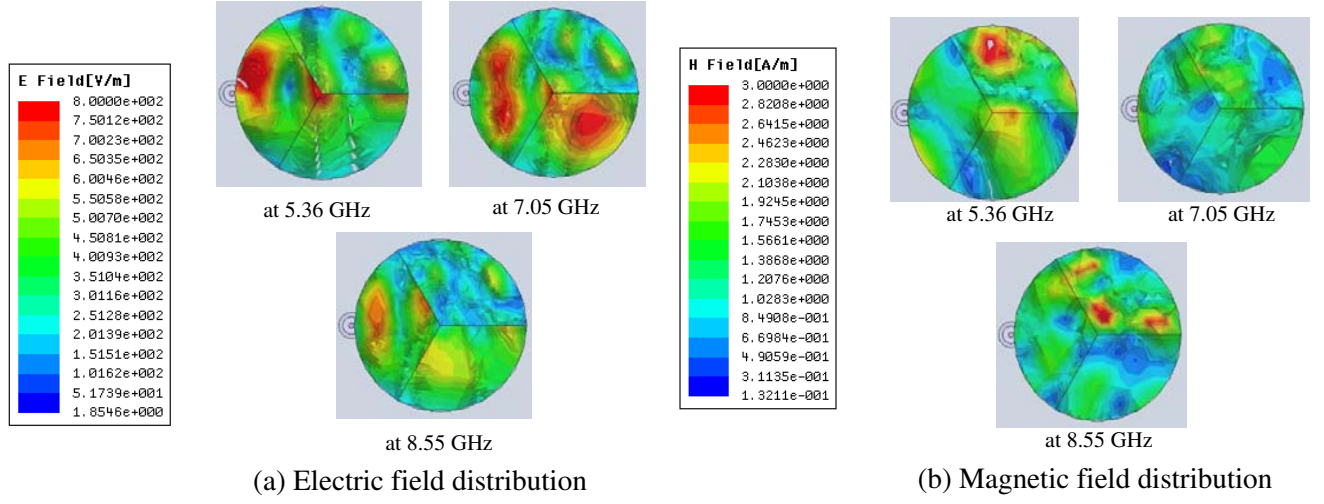 E Field[V/m]
8.0000e+002
7.5012e+002
7.0023e+002
6.5035e+002
6.0046e+002
5.5058e+002
5.0070e+002
4.5081e+002
4.0093e+002
3.5104e+002
3.0116e+002
2.5128e+002
2.0139e+002
1.5151e+002
1.0162e+002
5.1739e+001
1.8546e+000
at 5.36 GHz
at 7.05 GHz
at 8.55 GHz
(a) Electric field distribution
H Field[A/m]
3.0000e+000
2.8208e+000
2.6415e+000
2.4623e+000
2.2830e+000
2.1038e+000
1.9245e+000
1.7453e+000
1.5661e+000
1.3868e+000
1.2076e+000
1.0283e+000
8.4908e-001
6.6984e-001
4.9059e-001
3.1135e-001
1.3211e-001
at 5.36 GHz
at 7.05 GHz
at 8.55 GHz
(b) Magnetic field distribution